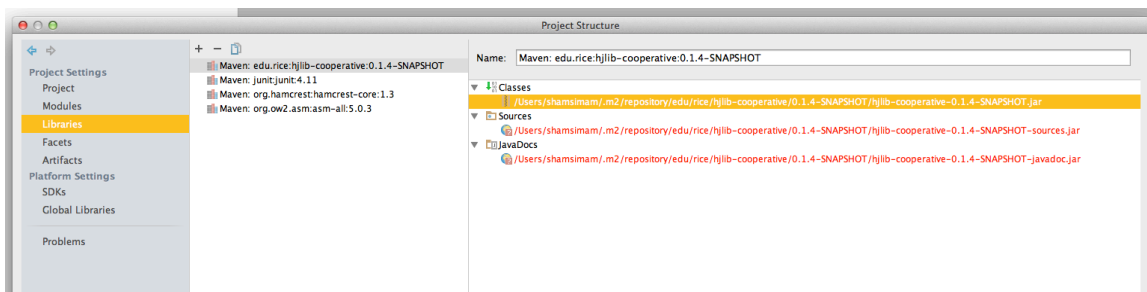 Project Structure
Project Settings
Project
Modules
Libraries
Facets
Artifacts
Platform Settings
SDKs
Global Libraries
Problems
Maven: edu.rice:hjlib-cooperative:0.1.4-SNAPSHOT
Maven: junit:junit:4.11
Maven: org.hamcrest:hamcrest-core:1.3
Maven: org.ow2.asm:asm-all:5.0.3
Name: Maven: edu.rice:hjlib-cooperative:0.1.4-SNAPSHOT
Classes
/Users/shamsimam/.m2/repository/edu/rice/hjlib-cooperative/0.1.4-SNAPSHOT/hjlib-cooperative-0.1.4-SNAPSHOT.jar
Sources
/Users/shamsimam/.m2/repository/edu/rice/hjlib-cooperative/0.1.4-SNAPSHOT/hjlib-cooperative-0.1.4-SNAPSHOT-sources.jar
JavaDocs
/Users/shamsimam/.m2/repository/edu/rice/hjlib-cooperative/0.1.4-SNAPSHOT/hjlib-cooperative-0.1.4-SNAPSHOT-javadoc.jar